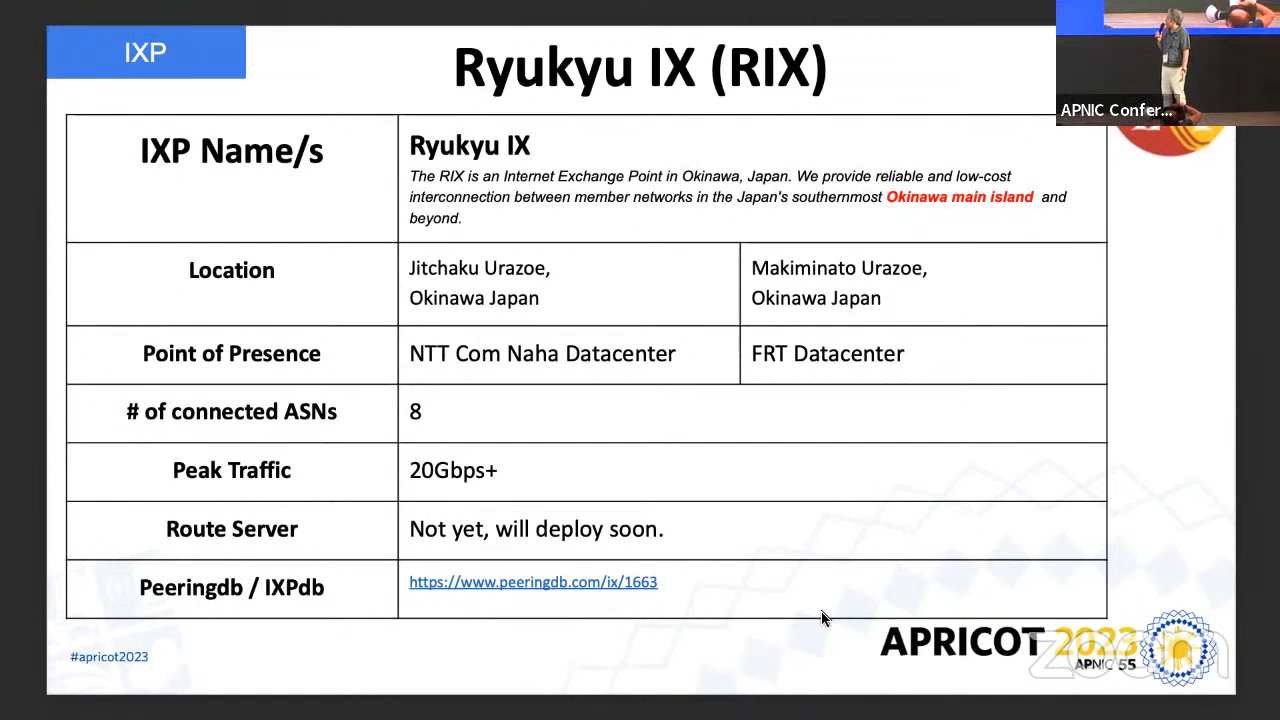 IXP
Ryukyu IX (RIX)
APNIC Confer...
IXP Name/s
Ryukyu IX
The RIX is an Internet Exchange Point in Okinawa, Japan. We provide reliable and low-cost
interconnection between member networks in the Japan's southernmost Okinawa main island and
beyond.
Location
Jitchaku Urazoe,
Okinawa Japan
Makiminato Urazoe,
Okinawa Japan
Point of Presence
NTT Com Naha Datacenter
FRT Datacenter
# of connected ASNs
8
Peak Traffic
20Gbps+
Route Server
Not yet, will deploy soon.
Peeringdb / IXPdb
https://www.peeringdb.com/ix/1663
#apricot2023
APRICOT 2023
APNIC 55
zoom